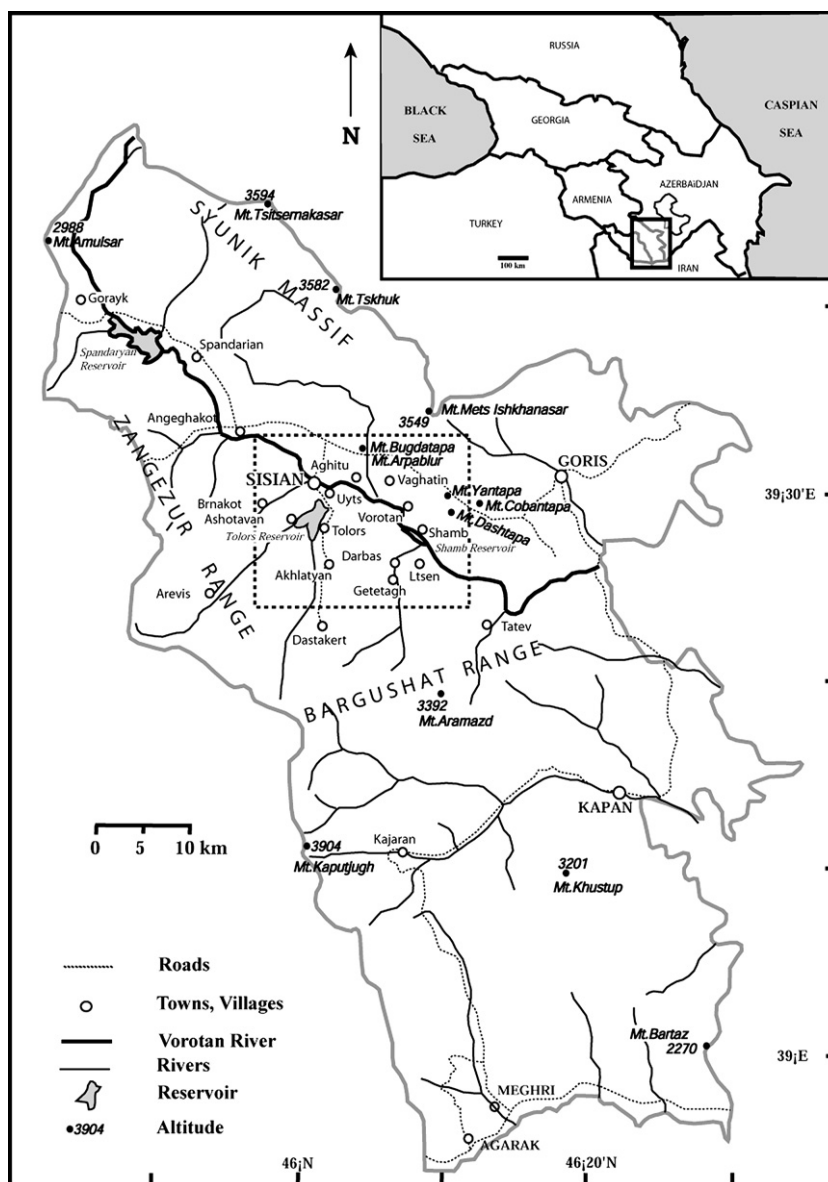 RUSSIA
BLACK
SEA
CASPIAN
SEA
GEORGIA
AZERBAiDJAN
ARMENIA
TURKEY
100 km
IRAN
N
3594
Mt.Tsitsernakasar
2988
Mt.Amulsar
SYUNIK MASSIF
3582
Mt.Tskhuk
Gorayk
Spandaryan
Reservoir
Spandarian
Angeghakot
3549
Mt.Mets Ishkhanasar
Mt.Bugdatapa
Mt.Arpablur
GORIS
ZANGEZUR RANGE
SISIAN
Aghitu
Vaghatin
Mt.Yantapa
Mt.Cobantapa
Mt.Dashtapa
39¡30'E
Uyts
Brnakot
Ashotavan
Vorotan
Tolors Reservoir
Tolors
Shamb
Shamb Reservoir
Darbas
Akhlatyan
Ltsen
Getetagh
Arevis
Dastakert
Tatev
BARGUSHAT RANGE
3392
Mt.Aramazd
KAPAN
0 5 10 km
3904
Mt.Kaputjugh
Kajaran
3201
Mt.Khustup
Roads
Towns, Villages
Vorotan River
Rivers
Reservoir
3904 Altitude
Mt.Bartaz
2270
39¡E
MEGHRI
AGARAK
46¡N
46¡20'N